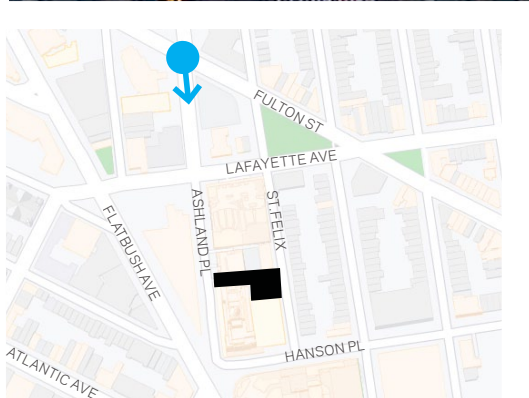 FULTON ST
LAFAYETTE AVE
ASHLAND PL
ST. FELIX
FLATBUSH AVE
HANSON PL
ATLANTIC AVE